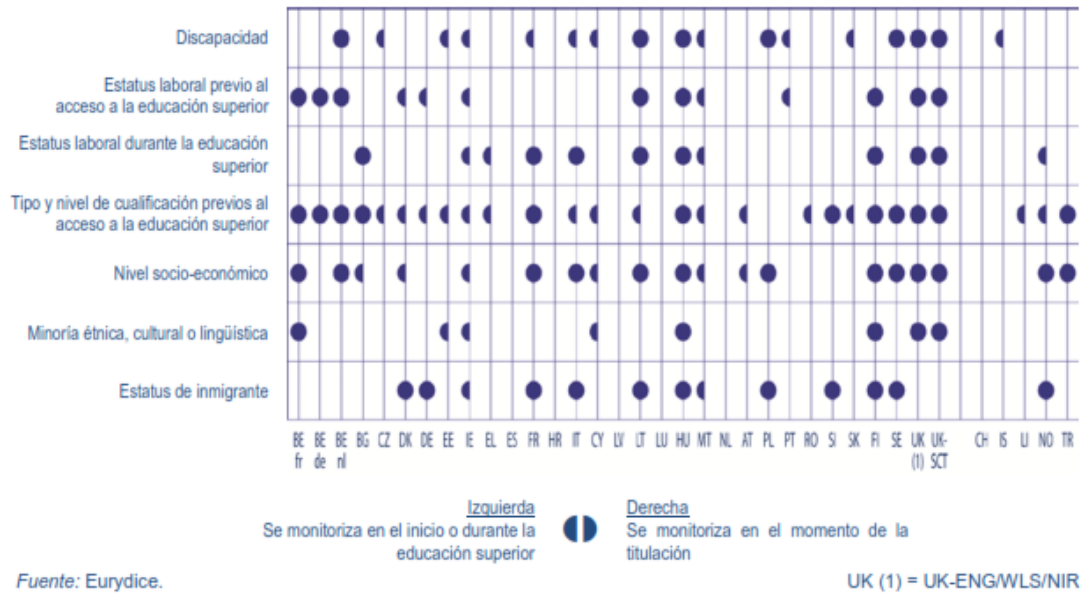 Discapacidad
Estatus laboral previo al
acceso a la educación superior
Estatus laboral durante la educación
superior
Tipo y nivel de cualificación previos al
acceso a la educación superior
Nivel socio-económico
Minoría étnica, cultural o lingüística
Estatus de inmigrante
BE fr BE de BE nl BG CZ DK DE EE IE EL ES FR HR IT CY LV LT LU HU MT NL AT PL PT RO SI SK FI SE UK (1) UK-SCT CH IS LI NO TR
Izquierda
Se monitoriza en el inicio o durante la
educación superior
Derecha
Se monitoriza en el momento de la
titulación
Fuente: Eurydice.
UK (1) = UK-ENG/WLS/NIR